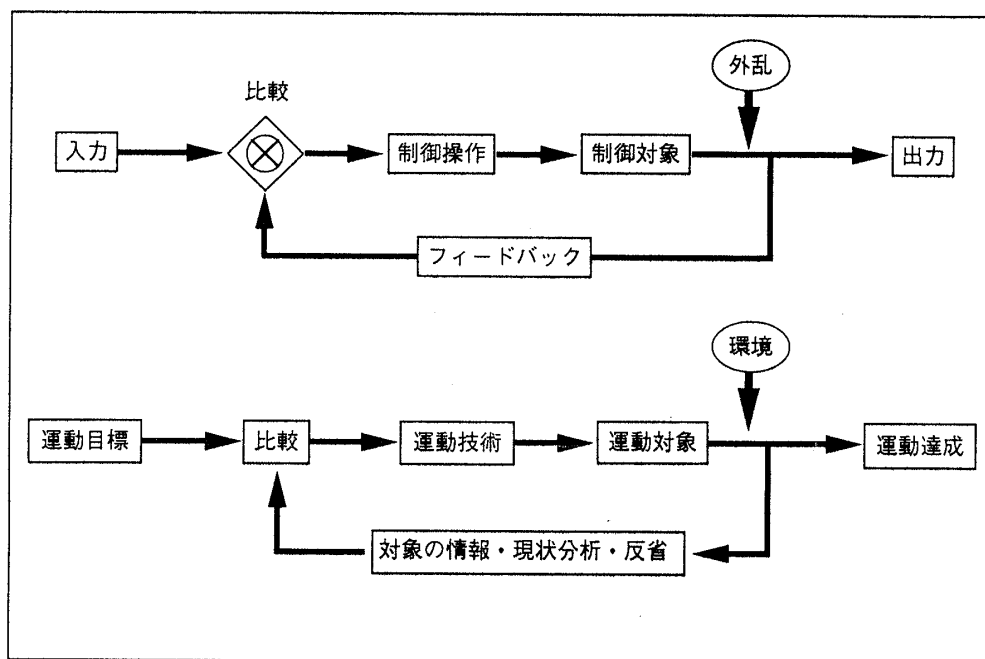 外乱
比較
入力
制御操作
制御対象
出力
フィードバック
環境
運動目標
比較
運動技術
運動対象
運動達成
対象の情報・現状分析・反省